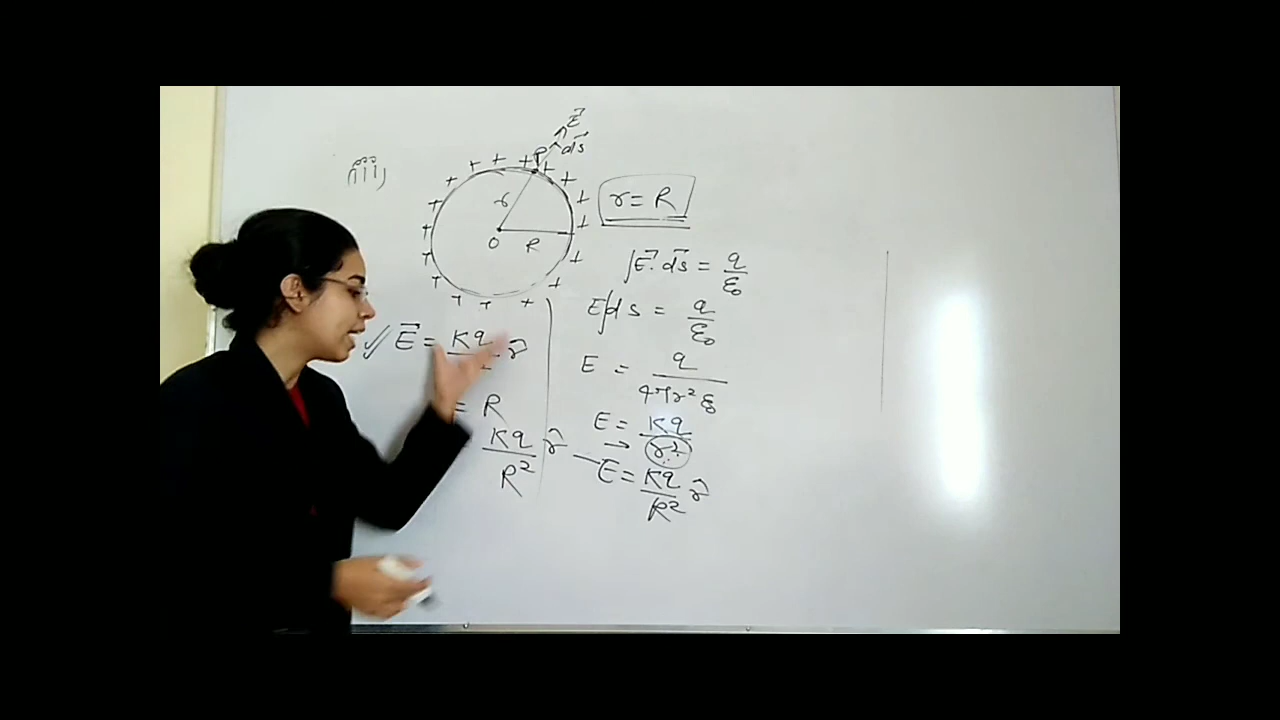 (iii)
E⃗
P
ds⃗
+ + + + + + + + + + + + + + + + + + +
r
O R
r = R
∫E⃗.ds⃗ = q/ε₀
E∫ds = q/ε₀
E = q/4πr²ε₀
E = Kq/r²
E⃗ = Kq/R² r̂
✓ E⃗ = Kq r̂
= R
Kq/R² r̂